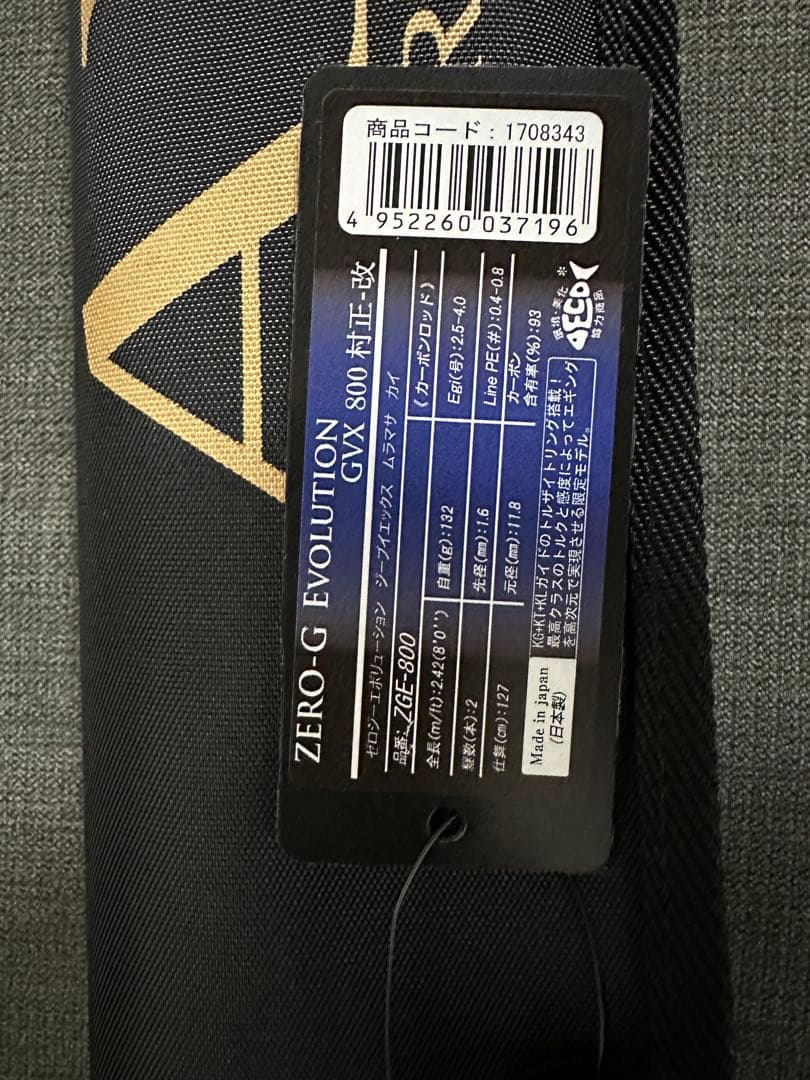 A
R
商品コード:1708343
4 952260 037196
ZERO-G EVOLUTION
GVX 800 村正-改
ゼロジーエボリューション ジーブイエックス ムラマサ カイ
品番: ZGE-800 《カーボンロッド》
全長(m/ft):2.42(8'0'') 自重(g):132 Egi(号):2.5-4.0
継数(本):2 先径(mm):1.6 Line PE(#):0.4-0.8
仕舞(cm):127 元径(mm):11.8 カーボン
含有率(%):93
Made in japan
(日本製)
KG+KT+KLガイドのトルザイトリング搭載!
最高クラスのトルクと感度によってエギング
を高次元で実現させる限定モデル。
DECO
協力商品